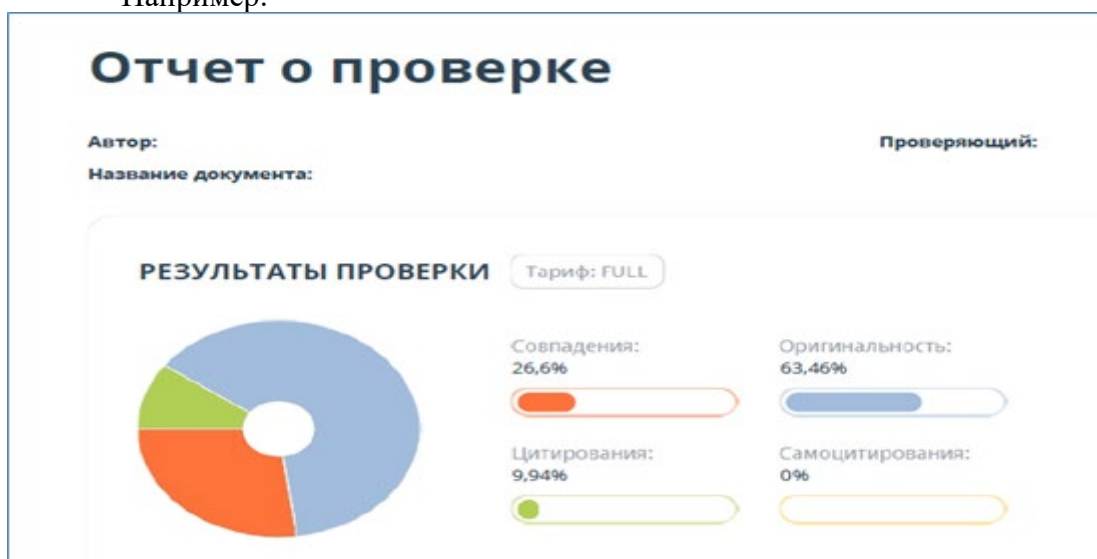 Например:
Отчет о проверке
Автор:
Проверяющий:
Название документа:
РЕЗУЛЬТАТЫ ПРОВЕРКИ
Тариф: FULL
Совпадения:
26,6%
Оригинальность:
63,46%
Цитирования:
9,94%
Самоцитирования:
0%